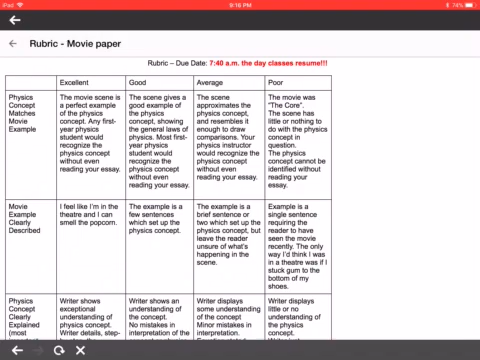 iPad 9:16 PM 74%
Rubric - Movie paper
Rubric – Due Date: 7:40 a.m. the day classes resume!!!
Excellent Good Average Poor
Physics
Concept
Matches
Movie
Example
The movie scene is
a perfect example
of the physics
concept. Any first-
year physics
student would
recognize the
physics concept
without even
reading your essay.
The scene gives a
good example of
the physics
concept, showing
the general laws of
physics. Most first-
year physics
student would
recognize the
physics concept
without even
reading your essay.
The scene
approximates the
physics concept,
and resembles it
enough to draw
comparisons. Your
physics instructor
would recognize the
physics concept
without even
reading your essay.
The movie was
"The Core".
The scene has
little or nothing to
do with the physics
concept in
question.
The physics
concept cannot be
identified without
reading your
essay.
Movie
Example
Clearly
Described
I feel like I'm in the
theatre and I can
smell the popcorn.
The example is a
few sentences
which set up the
physics concept.
The example is a
brief sentence or
two which set up the
physics concept, but
leave the reader
unsure of what's
happening in the
scene.
Example is a
single sentence
requiring the
reader to have
seen the movie
recently. The only
way I'd think I was
in a theatre was if I
stuck gum to the
bottom of my
shoes.
Physics
Concept
Clearly
Explained
(most
Writer shows
exceptional
understanding of
physics concept.
Writer details, step-
Writer shows an
understanding of
the concept.
No mistakes in
interpretation of the
Writer displays
some understanding
of the concept
Minor mistakes in
interpretation.
Writer displays
little or no
understanding of
the physics
concept.